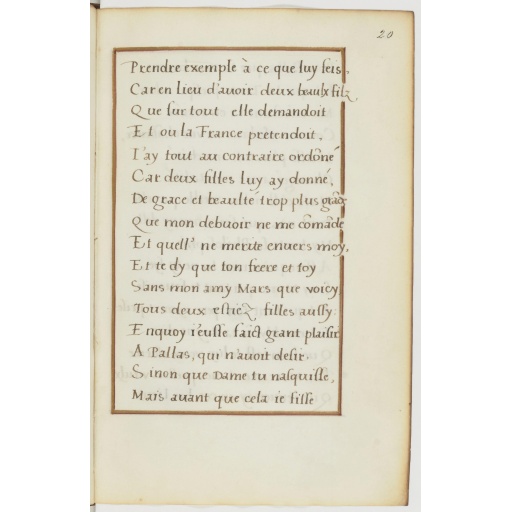 20
Prendre exemple à ce que luy feis.
Car en lieu d'auoir deux beaulx filz
Que sur tout elle demandoit
Et ou la France pretendoit.
I'ay tout au contraire ordõné
Car deux filles luy ay donné.
De grace et beaulté trop plus grãde
Que mon debuoir ne me cõmãde
Et quell' ne merite enuers moy.
Et te dy que ton frere et toy
Sans mon amy Mars que voicy
Tous deux estiez filles aussy
En quoy i'eusse faict grant plaisir
A Pallas, qui n'auoit desir.
Sinon que Dame tu nasquisse.
Mais auant que cela ie fisse